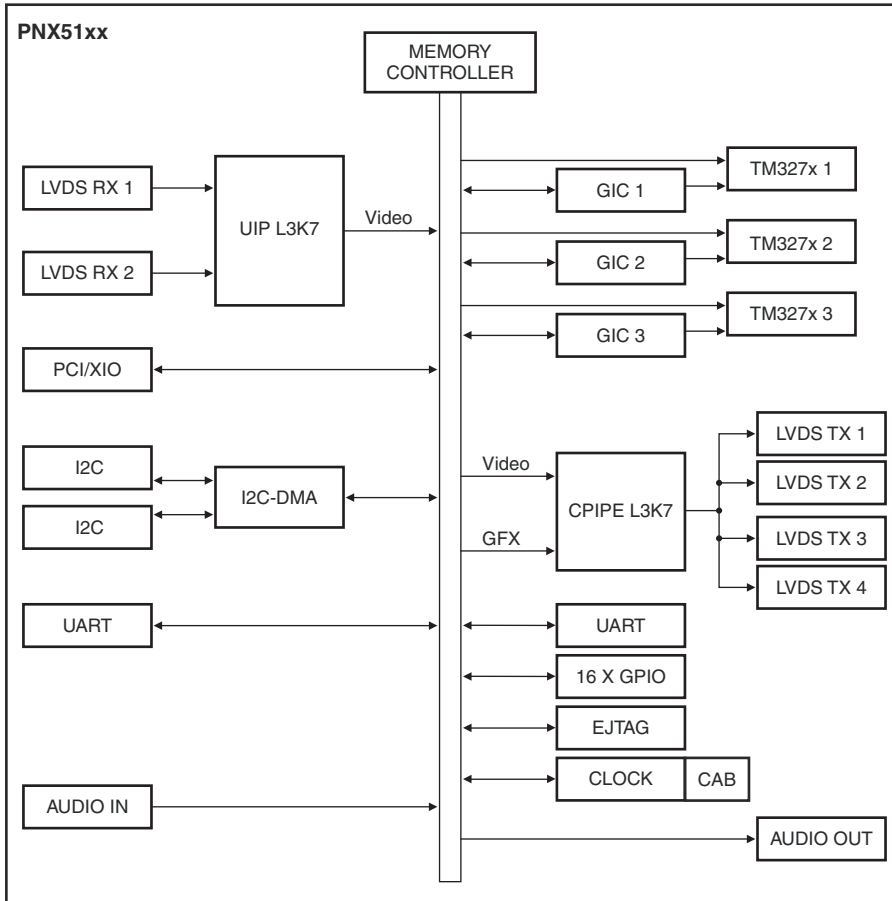 PNX51xx
MEMORY
CONTROLLER
LVDS RX 1
LVDS RX 2
UIP L3K7
Video
TM327x 1
GIC 1
TM327x 2
GIC 2
TM327x 3
GIC 3
PCI/XIO
I2C
I2C
I2C-DMA
Video
GFX
CPIPE L3K7
LVDS TX 1
LVDS TX 2
LVDS TX 3
LVDS TX 4
UART
UART
16 X GPIO
EJTAG
CLOCK
CAB
AUDIO IN
AUDIO OUT